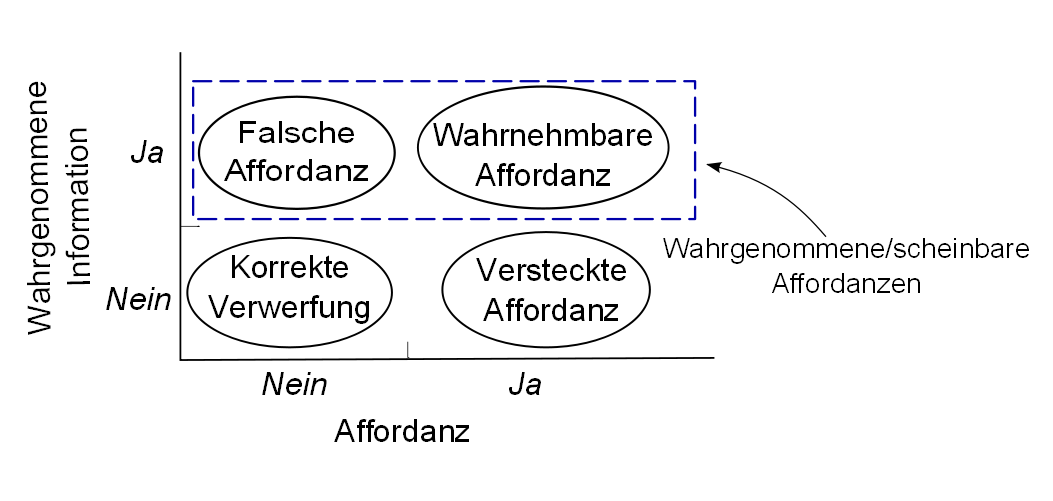 Wahrgenommene
Information
Ja
Falsche
Affordanz
Wahrnehmbare
Affordanz
Wahrgenommene/scheinbare
Affordanzen
Nein
Korrekte
Verwerfung
Versteckte
Affordanz
Nein
Ja
Affordanz